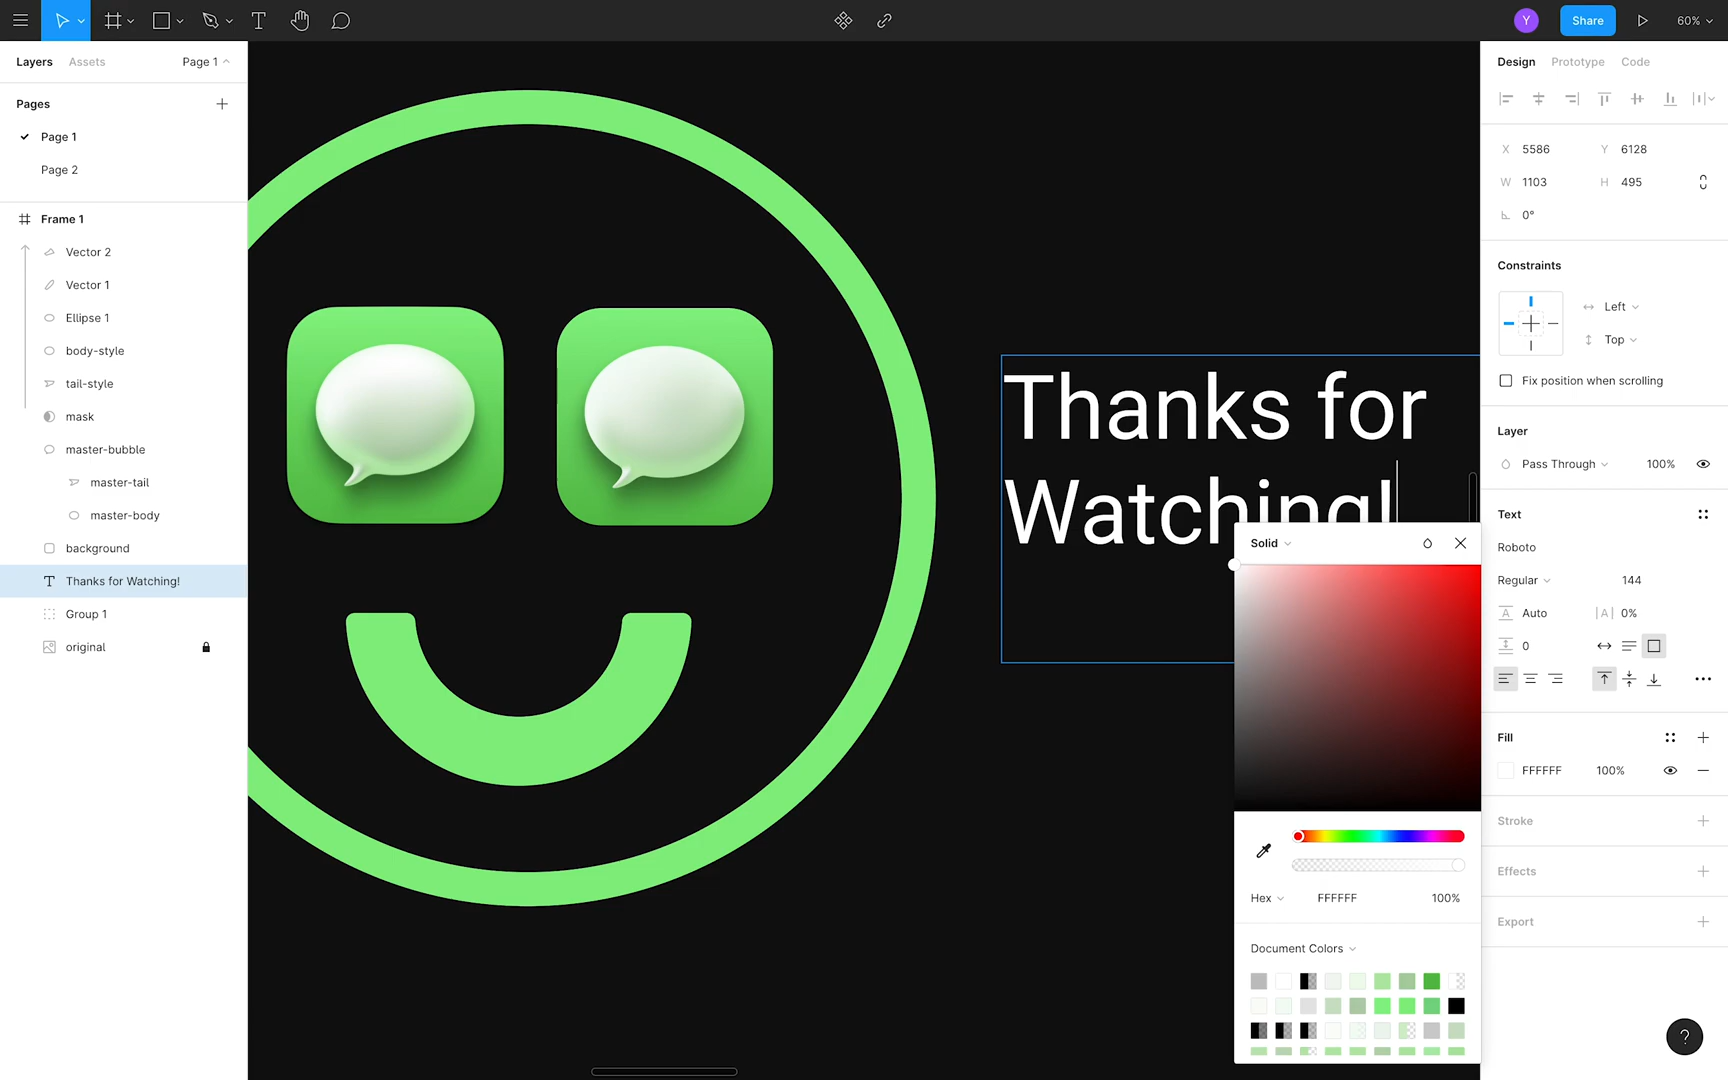 Y
Share
60%
Layers
Assets
Page 1
Pages
Page 1
Page 2
Frame 1
Vector 2
Vector 1
Ellipse 1
body-style
tail-style
mask
master-bubble
master-tail
master-body
background
Thanks for Watching!
Group 1
original
Thanks for
Watching!
Solid
Hex
FFFFFF
100%
Document Colors
Design
Prototype
Code
X 5586
Y 6128
W 1103
H 495
0°
Constraints
Left
Top
Fix position when scrolling
Layer
Pass Through
100%
Text
Roboto
Regular
144
A Auto
|A| 0%
0
Fill
FFFFFF
100%
Stroke
Effects
Export
?